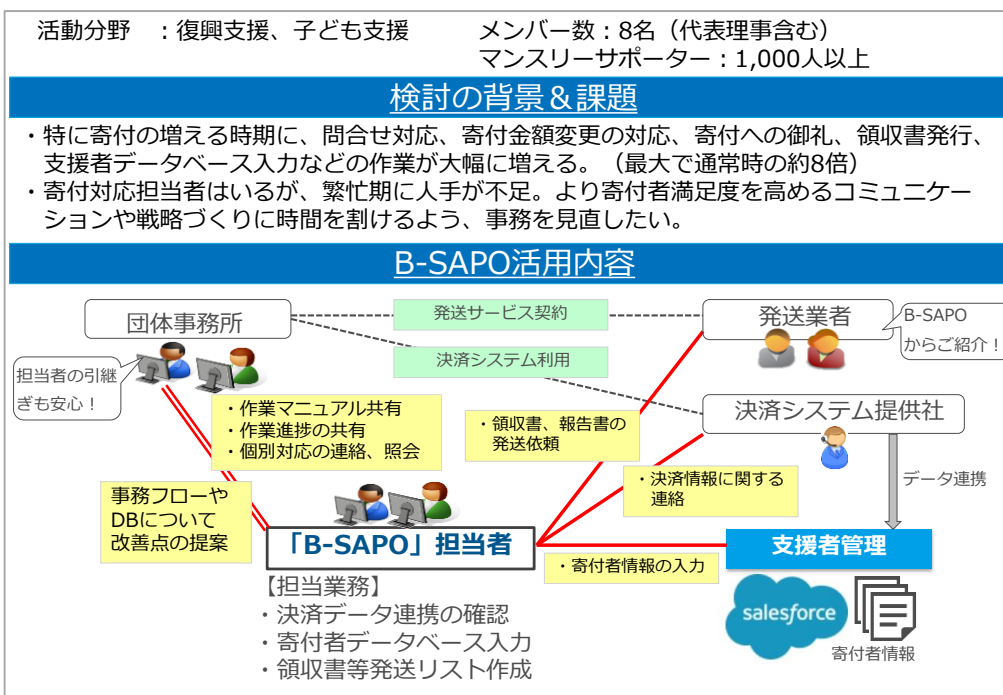 活動分野 ：復興支援、子ども支援
メンバー数：8名（代表理事含む）
マンスリーサポーター：1,000人以上
検討の背景＆課題
・特に寄付の増える時期に、問合せ対応、寄付金額変更の対応、寄付への御礼、領収書発行、
支援者データベース入力などの作業が大幅に増える。（最大で通常時の約8倍）
・寄付対応担当者はいるが、繁忙期に人手が不足。より寄付者満足度を高めるコミュニケー
ションや戦略づくりに時間を割けるよう、事務を見直したい。
B-SAPO活用内容
団体事務所
発送サービス契約
発送業者
B-SAPO
からご紹介！
決済システム利用
担当者の引継
ぎも安心！
・作業マニュアル共有
・作業進捗の共有
・個別対応の連絡、照会
・領収書、報告書の
発送依頼
決済システム提供社
・決済情報に関する
連絡
データ連携
事務フローや
DBについて
改善点の提案
「B-SAPO」担当者
・寄付者情報の入力
支援者管理
【担当業務】
・決済データ連携の確認
・寄付者データベース入力
・領収書等発送リスト作成
salesforce
寄付者情報